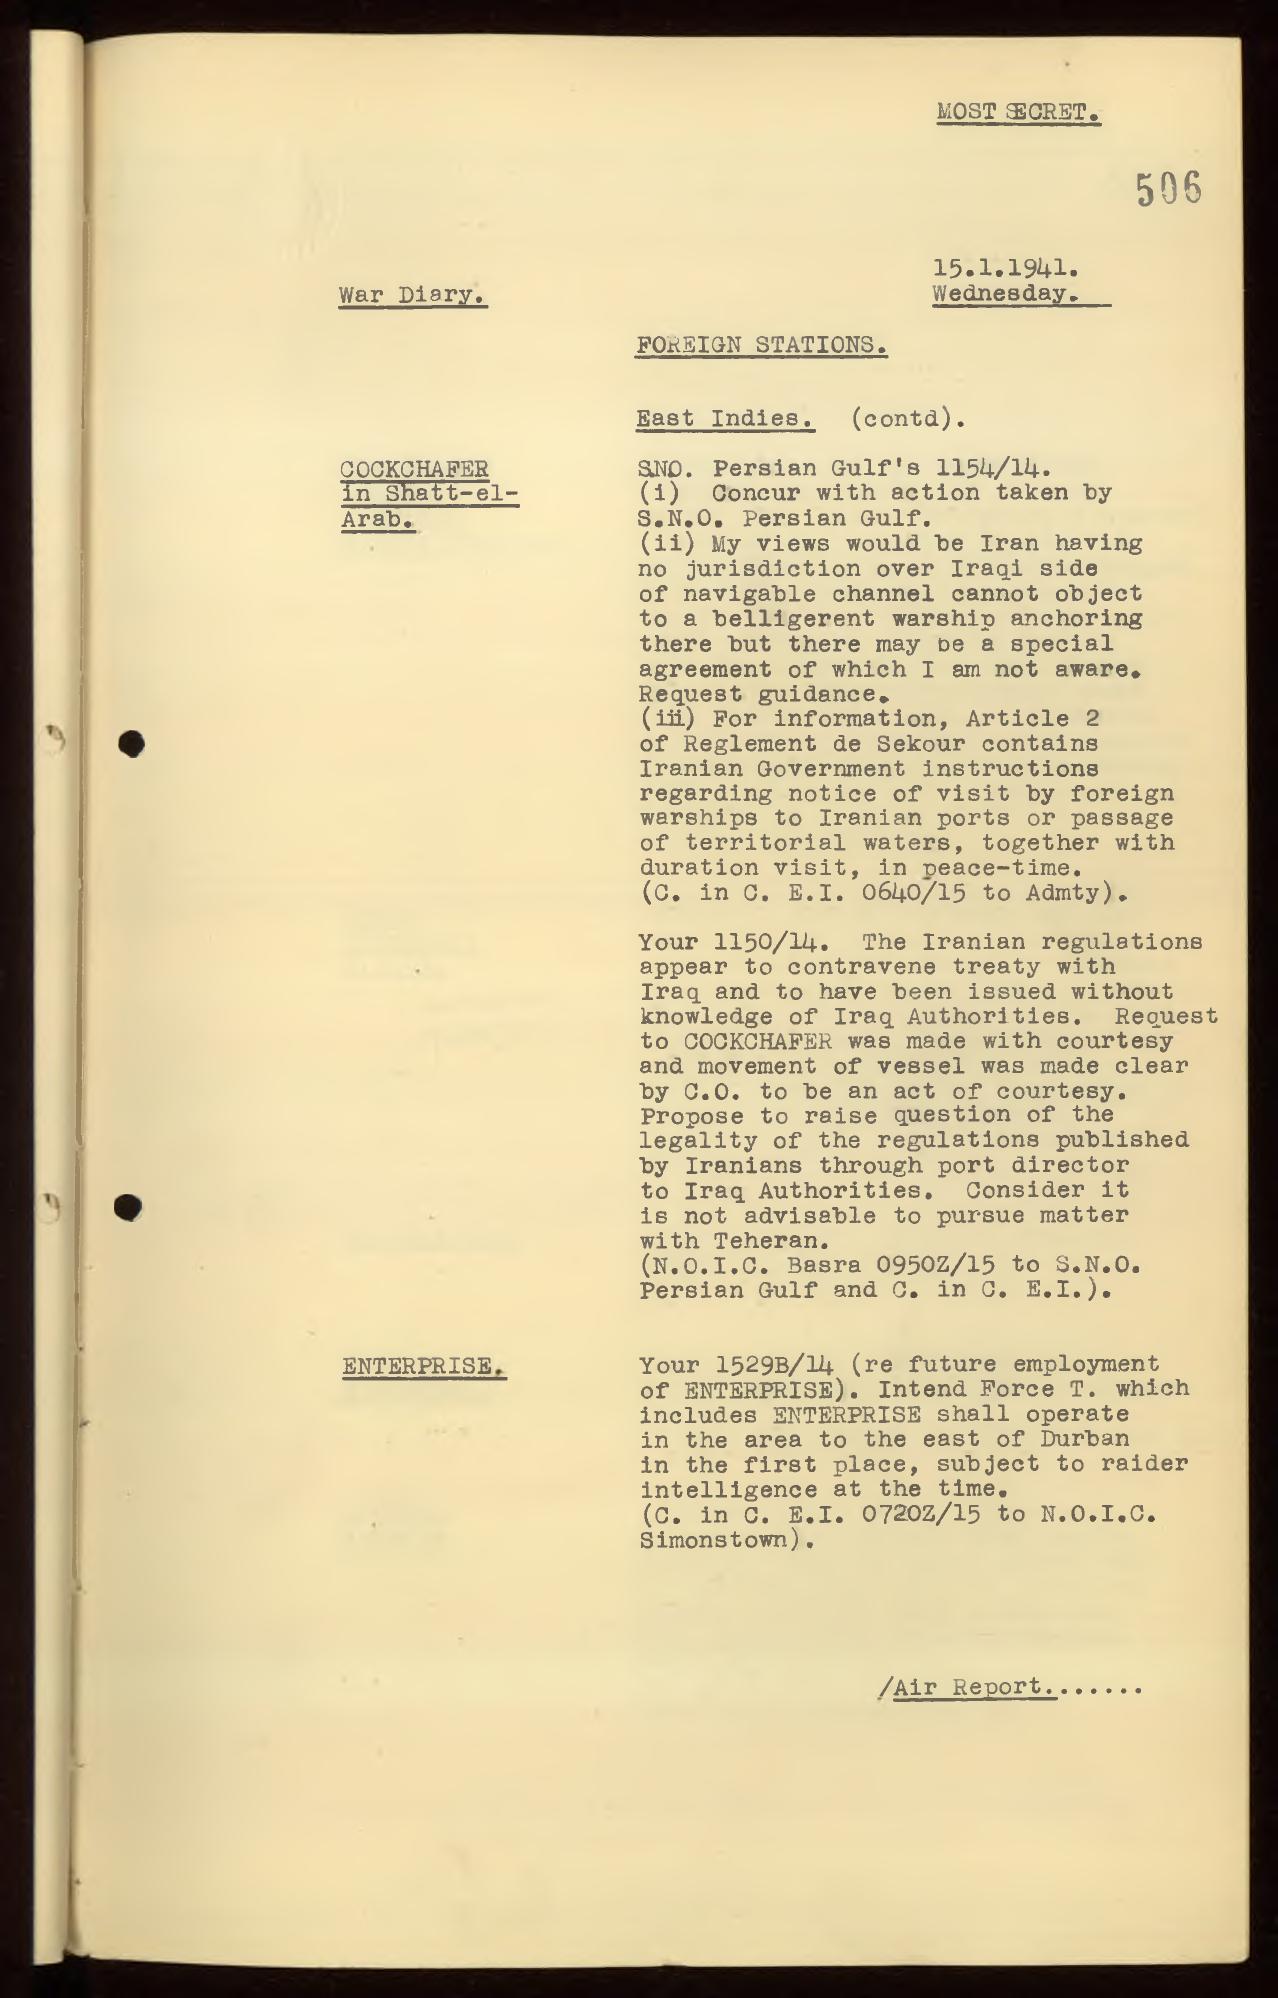 MOST SECRET.
506
15.1.1941.
War Diary.
Wednesday.
FOREIGN STATIONS.
East Indies. (contd).
COCKCHAFER
in Shatt-el-
Arab.
S.NO. Persian Gulf's 1154/14.
(i) Concur with action taken by
S.N.O. Persian Gulf.
(ii) My views would be Iran having
no jurisdiction over Iraqi side
of navigable channel cannot object
to a belligerent warship anchoring
there but there may be a special
agreement of which I am not aware.
Request guidance.
(iii) For information, Article 2
of Reglement de Sekour contains
Iranian Government instructions
regarding notice of visit by foreign
warships to Iranian ports or passage
of territorial waters, together with
duration visit, in peace-time.
(C. in C. E.I. 0640/15 to Admty).
Your 1150/14. The Iranian regulations
appear to contravene treaty with
Iraq and to have been issued without
knowledge of Iraq Authorities. Request
to COCKCHAFER was made with courtesy
and movement of vessel was made clear
by C.O. to be an act of courtesy.
Propose to raise question of the
legality of the regulations published
by Iranians through port director
to Iraq Authorities. Consider it
is not advisable to pursue matter
with Teheran.
(N.O.I.C. Basra 0950Z/15 to S.N.O.
Persian Gulf and C. in C. E.I.).
ENTERPRISE.
Your 1529B/14 (re future employment
of ENTERPRISE). Intend Force T. which
includes ENTERPRISE shall operate
in the area to the east of Durban
in the first place, subject to raider
intelligence at the time.
(C. in C. E.I. 0720Z/15 to N.O.I.C.
Simonstown).
/Air Report.......